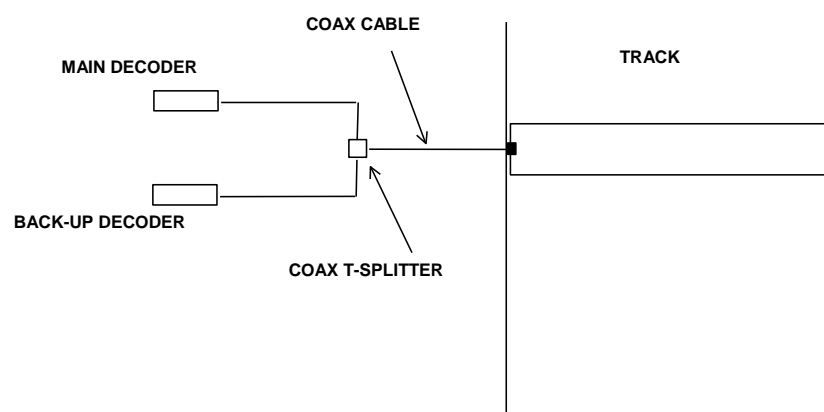 COAX CABLE
TRACK
MAIN DECODER
BACK-UP DECODER
COAX T-SPLITTER